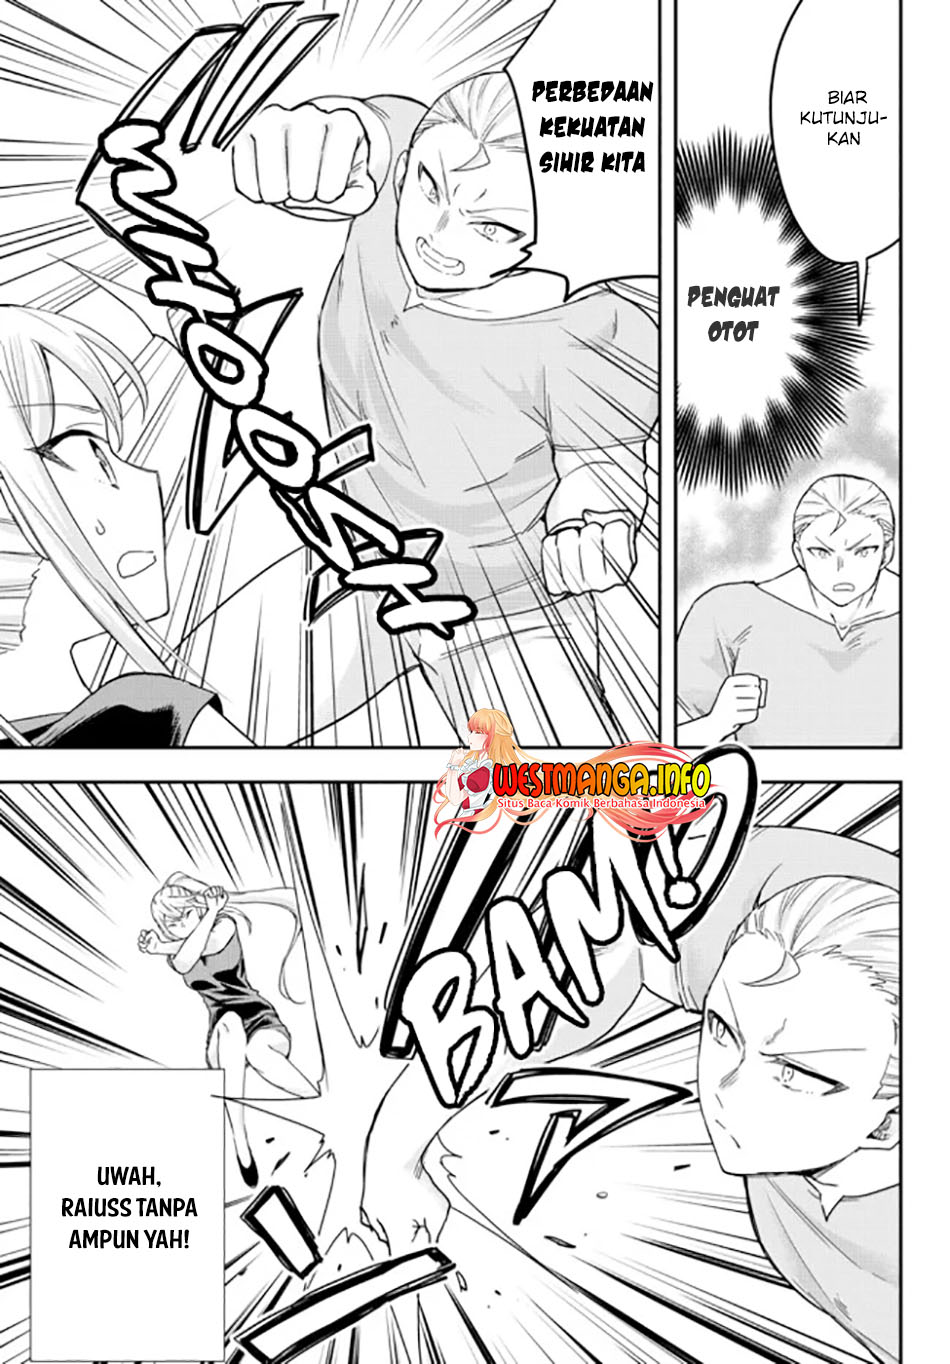 BIAR
KUTUNJU-
KAN
PENGUAT
OTOT
PERBEDAAN
KEKUATAN
SIHIR KITA
WHOOOSH
WESTMANGA.INFO
Situs Baca Komik Berbahasa Indonesia
BAM!?
UWAH,
RAIUSS TANPA
AMPUN YAH!